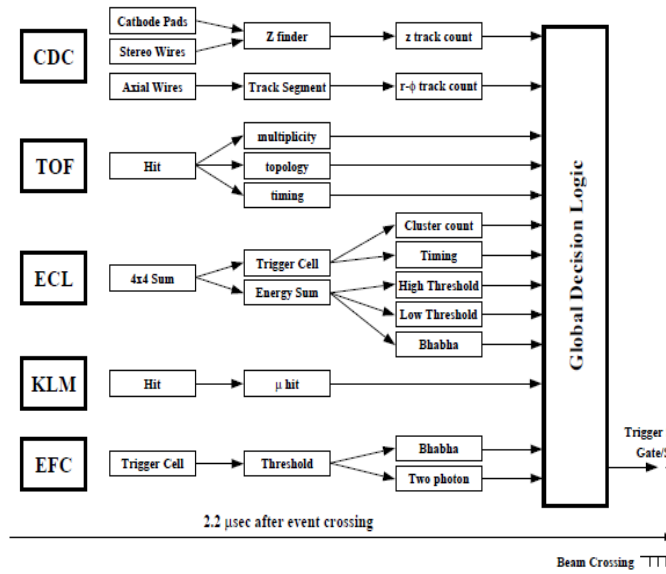 CDC
Cathode Pads
Stereo Wires
Z finder
z track count
Axial Wires
Track Segment
r-ϕ track count
TOF
Hit
multiplicity
topology
timing
ECL
4x4 Sum
Trigger Cell
Energy Sum
Cluster count
Timing
High Threshold
Low Threshold
Bhabha
KLM
Hit
μ hit
EFC
Trigger Cell
Threshold
Bhabha
Two photon
Global Decision Logic
Trigger
Gate/S
2.2 μsec after event crossing
Beam Crossing